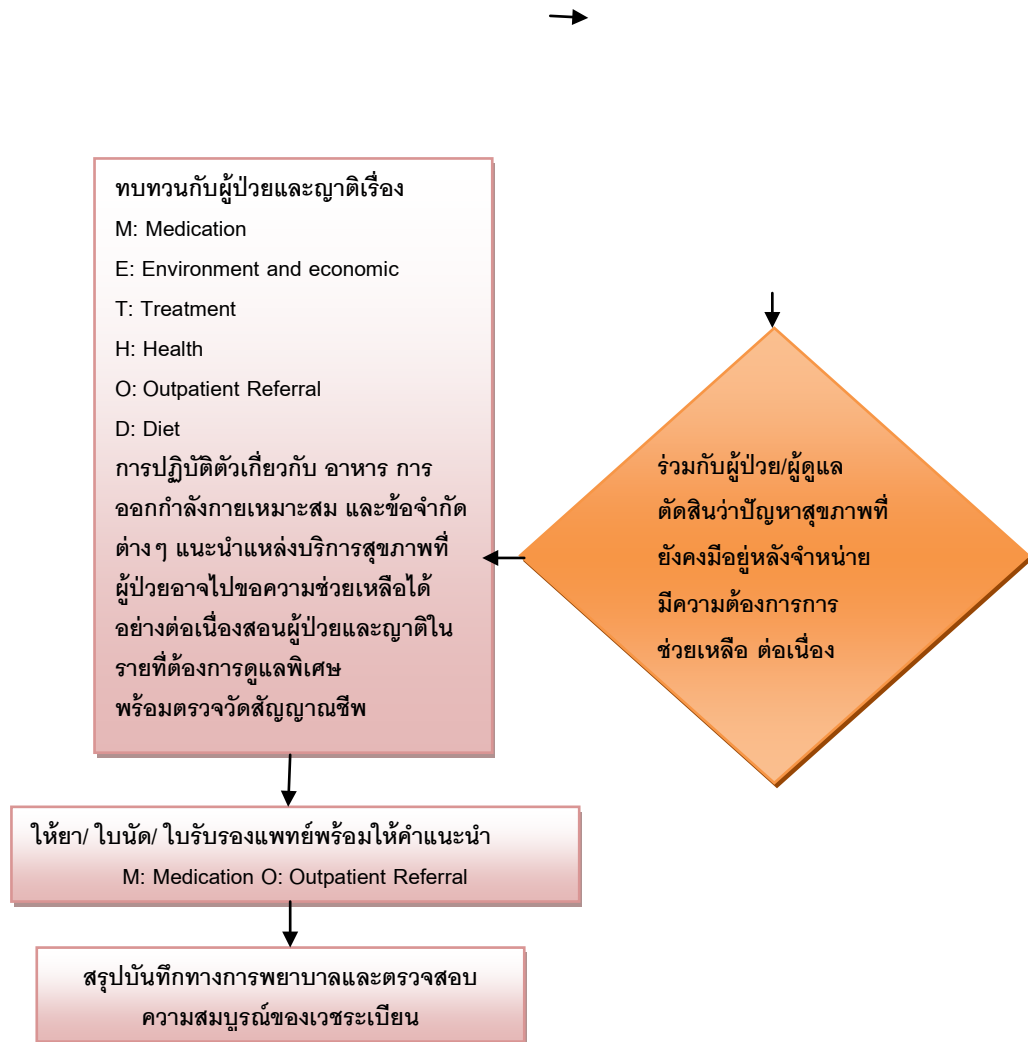 ทบทวนกับผู้ป่วยและญาติเรื่อง
M: Medication
E: Environment and economic
T: Treatment
H: Health
O: Outpatient Referral
D: Diet
การปฏิบัติตัวเกี่ยวกับ อาหาร การ
ออกกำลังกายเหมาะสม และข้อจำกัด
ต่างๆ แนะนำแหล่งบริการสุขภาพที่
ผู้ป่วยอาจไปขอความช่วยเหลือได้
อย่างต่อเนื่องสอนผู้ป่วยและญาติใน
รายที่ต้องการดูแลพิเศษ
พร้อมตรวจวัดสัญญาณชีพ
ร่วมกับผู้ป่วย/ผู้ดูแล
ตัดสินว่าปัญหาสุขภาพที่
ยังคงมีอยู่หลังจำหน่าย
มีความต้องการการ
ช่วยเหลือ ต่อเนื่อง
ให้ยา/ ใบนัด/ ใบรับรองแพทย์พร้อมให้คำแนะนำ
M: Medication O: Outpatient Referral
สรุปบันทึกทางการพยาบาลและตรวจสอบ
ความสมบูรณ์ของเวชระเบียน